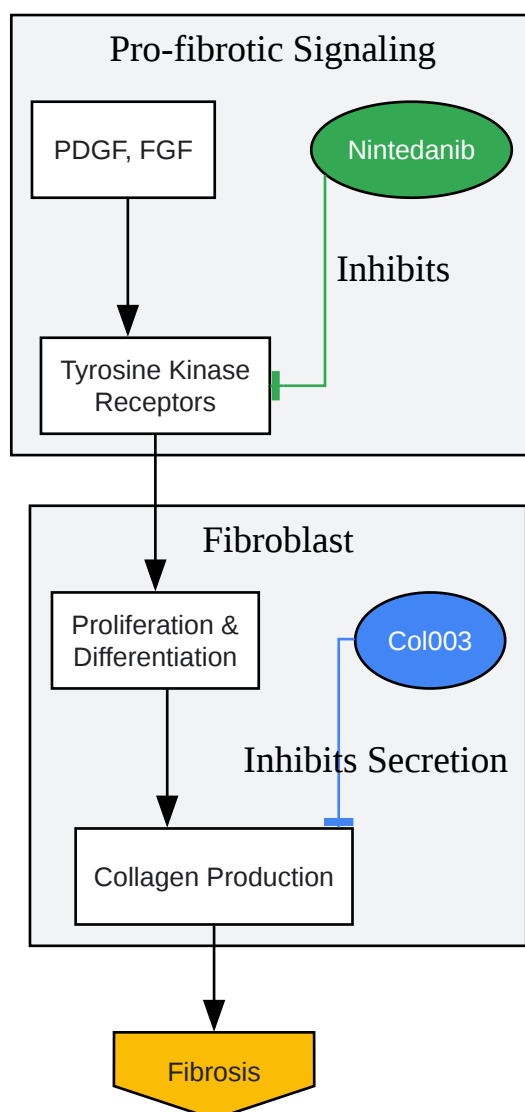 Pro-fibrotic Signaling
PDGF, FGF
Nintedanib
Inhibits
Tyrosine Kinase
Receptors
Fibroblast
Proliferation &
Differentiation
Col003
Inhibits Secretion
Collagen Production
Fibrosis